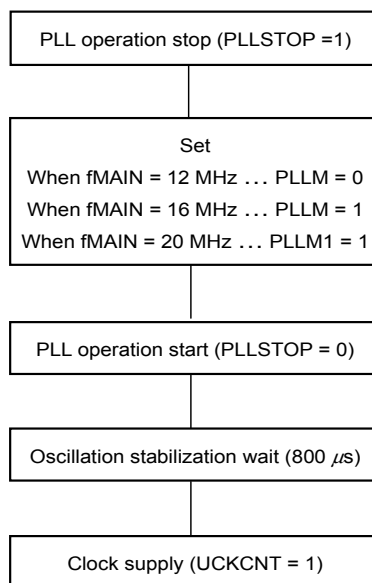 PLL operation stop (PLLSTOP =1)
Set
When fMAIN = 12 MHz … PLLM = 0
When fMAIN = 16 MHz … PLLM = 1
When fMAIN = 20 MHz … PLLM1 = 1
PLL operation start (PLLSTOP = 0)
Oscillation stabilization wait (800 μs)
Clock supply (UCKCNT = 1)